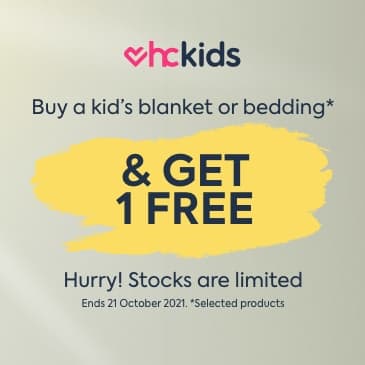 hckids
Buy a kid's blanket or bedding*
& GET
1 FREE
Hurry! Stocks are limited
Ends 21 October 2021. *Selected products